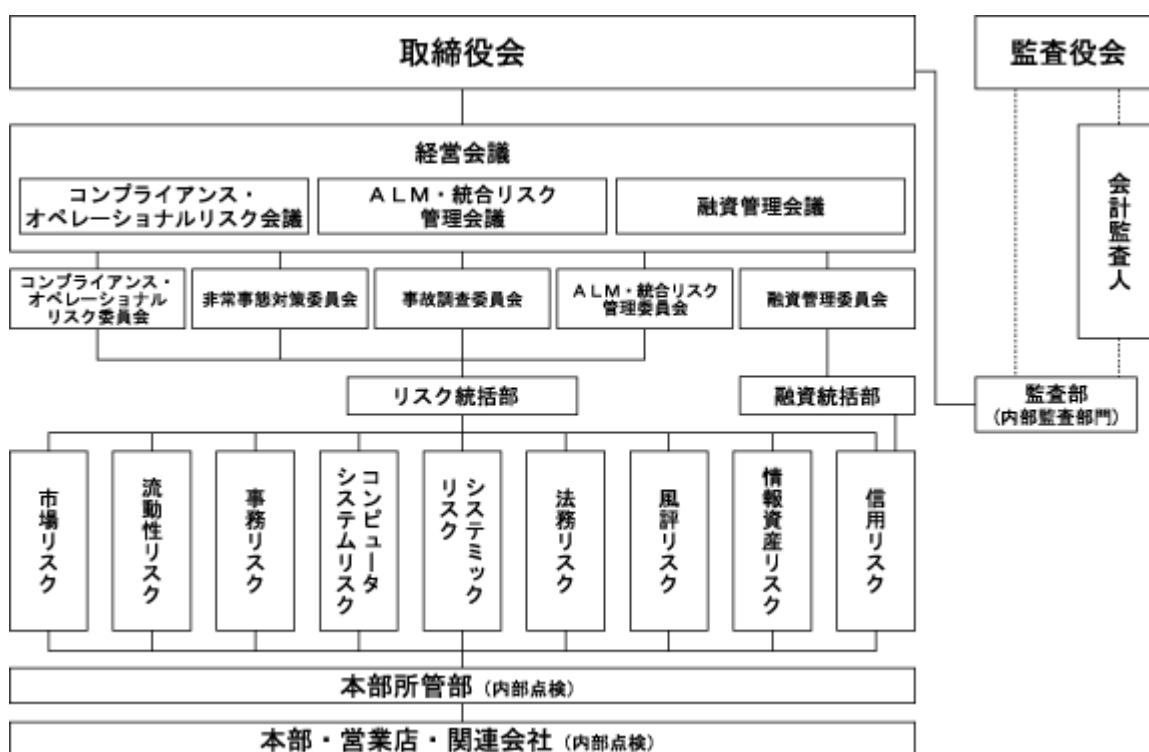 取締役会
監査役会
経営会議
コンプライアンス・
オペレーショナルリスク会議
ＡＬＭ・統合リスク
管理会議
融資管理会議
会計監査人
コンプライアンス・
オペレーショナル
リスク委員会
非常事態対策委員会
事故調査委員会
ＡＬＭ・統合リスク
管理委員会
融資管理委員会
リスク統括部
融資統括部
監査部
(内部監査部門)
市場リスク
流動性リスク
事務リスク
コンピュータ
システムリスク
システミック
リスク
法務リスク
風評リスク
情報資産リスク
信用リスク
本部所管部 (内部点検)
本部・営業店・関連会社 (内部点検)